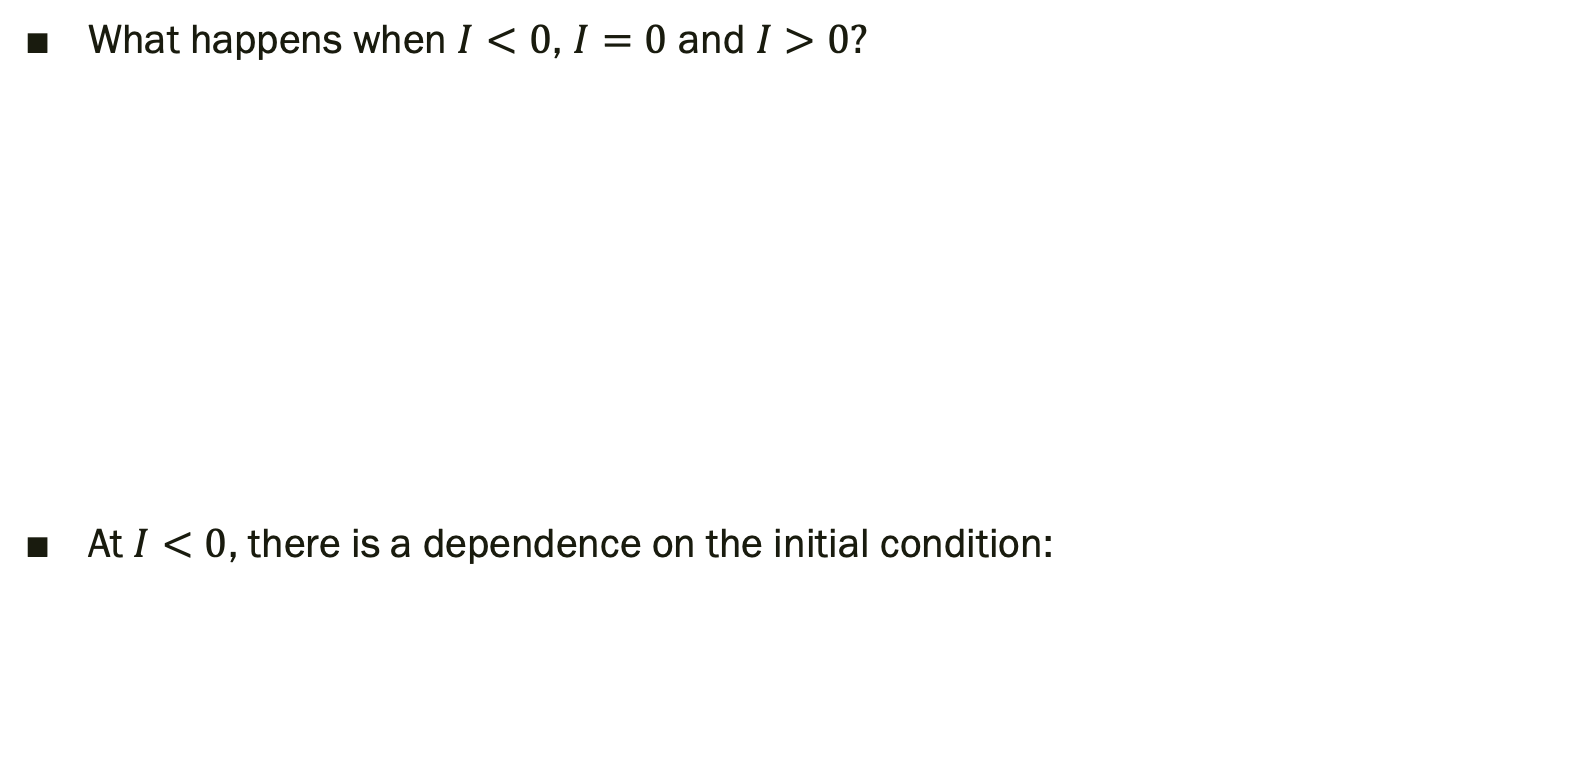 ▪ What happens when I < 0, I = 0 and I > 0?
▪ At I < 0, there is a dependence on the initial condition: